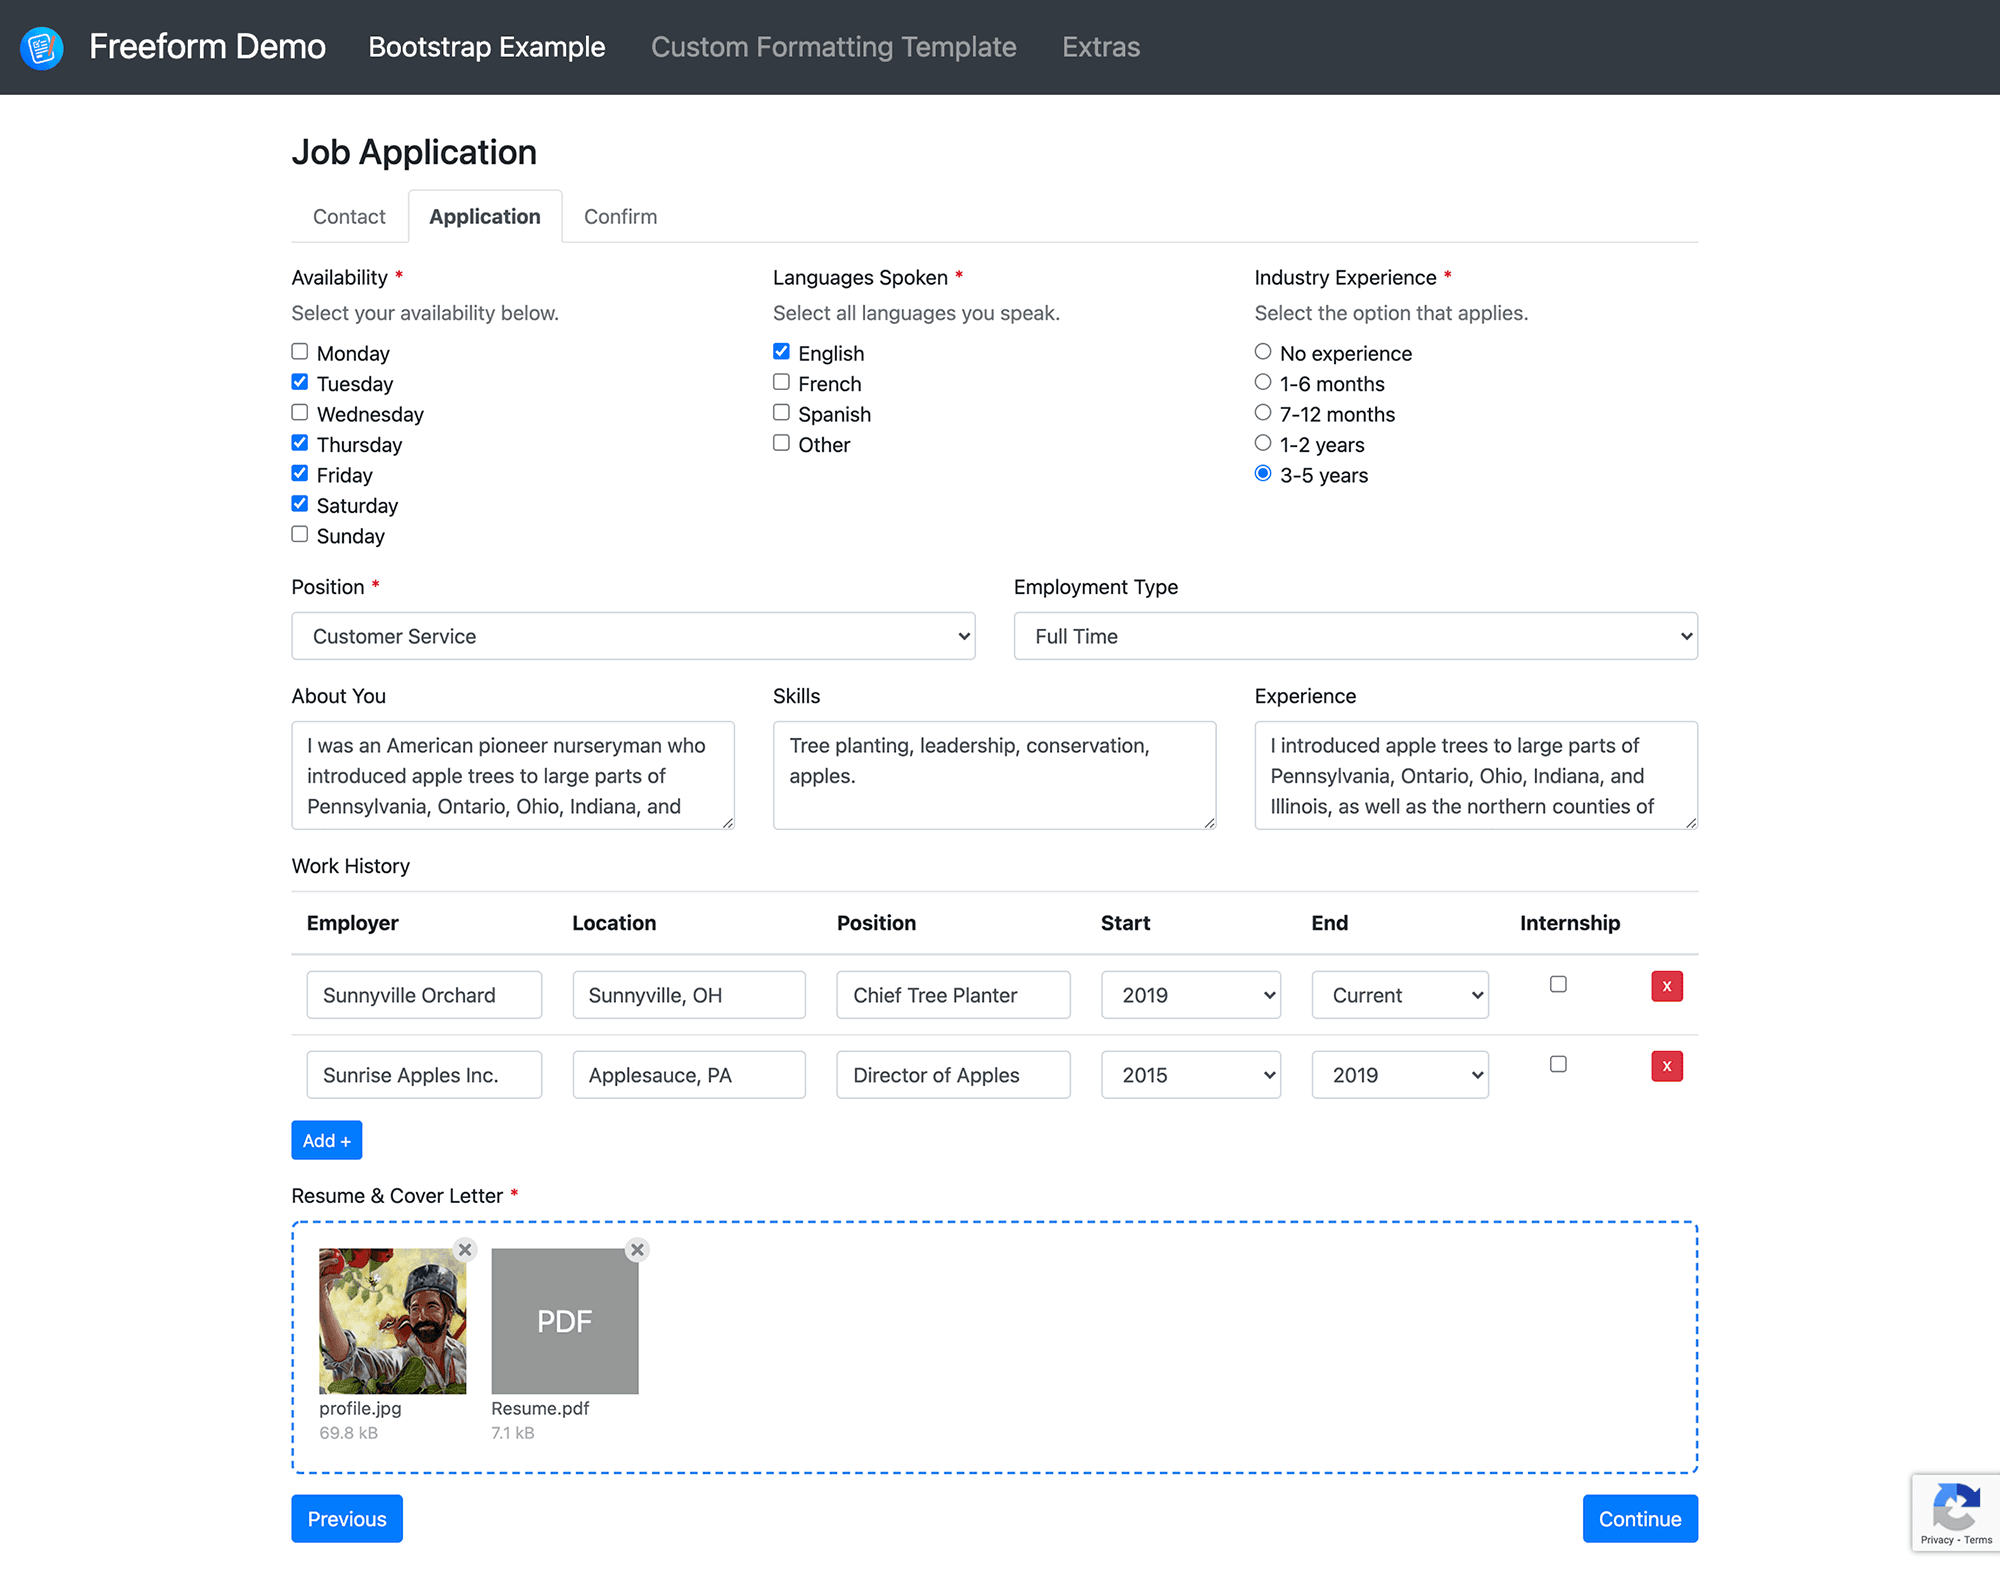 Freeform Demo Bootstrap Example Custom Formatting Template Extras
Job Application
Contact Application Confirm
Availability *
Select your availability below.
Monday
Tuesday
Wednesday
Thursday
Friday
Saturday
Sunday
Languages Spoken *
Select all languages you speak.
English
French
Spanish
Other
Industry Experience *
Select the option that applies.
No experience
1-6 months
7-12 months
1-2 years
3-5 years
Position *
Customer Service
Employment Type
Full Time
About You
I was an American pioneer nurseryman who
introduced apple trees to large parts of
Pennsylvania, Ontario, Ohio, Indiana, and
Skills
Tree planting, leadership, conservation,
apples.
Experience
I introduced apple trees to large parts of
Pennsylvania, Ontario, Ohio, Indiana, and
Illinois, as well as the northern counties of
Work History
Employer Location Position Start End Internship
Sunnyville Orchard Sunnyville, OH Chief Tree Planter 2019 Current x
Sunrise Apples Inc. Applesauce, PA Director of Apples 2015 2019 x
Add +
Resume & Cover Letter *
PDF
profile.jpg
69.8 kB
Resume.pdf
7.1 kB
Previous
Continue
Privacy - Terms